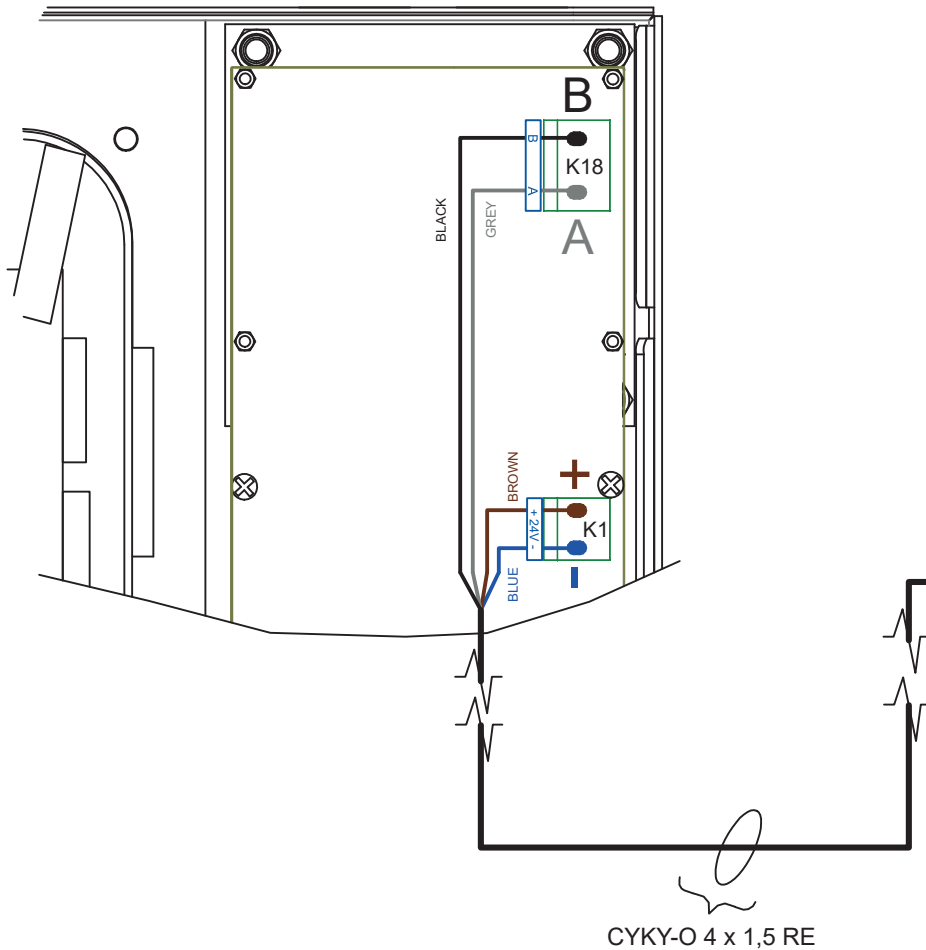 B
B
K18
A
A
BLACK
GREY
BROWN
+
+ 24V -
K1
-
BLUE
CYKY-O 4 x 1,5 RE